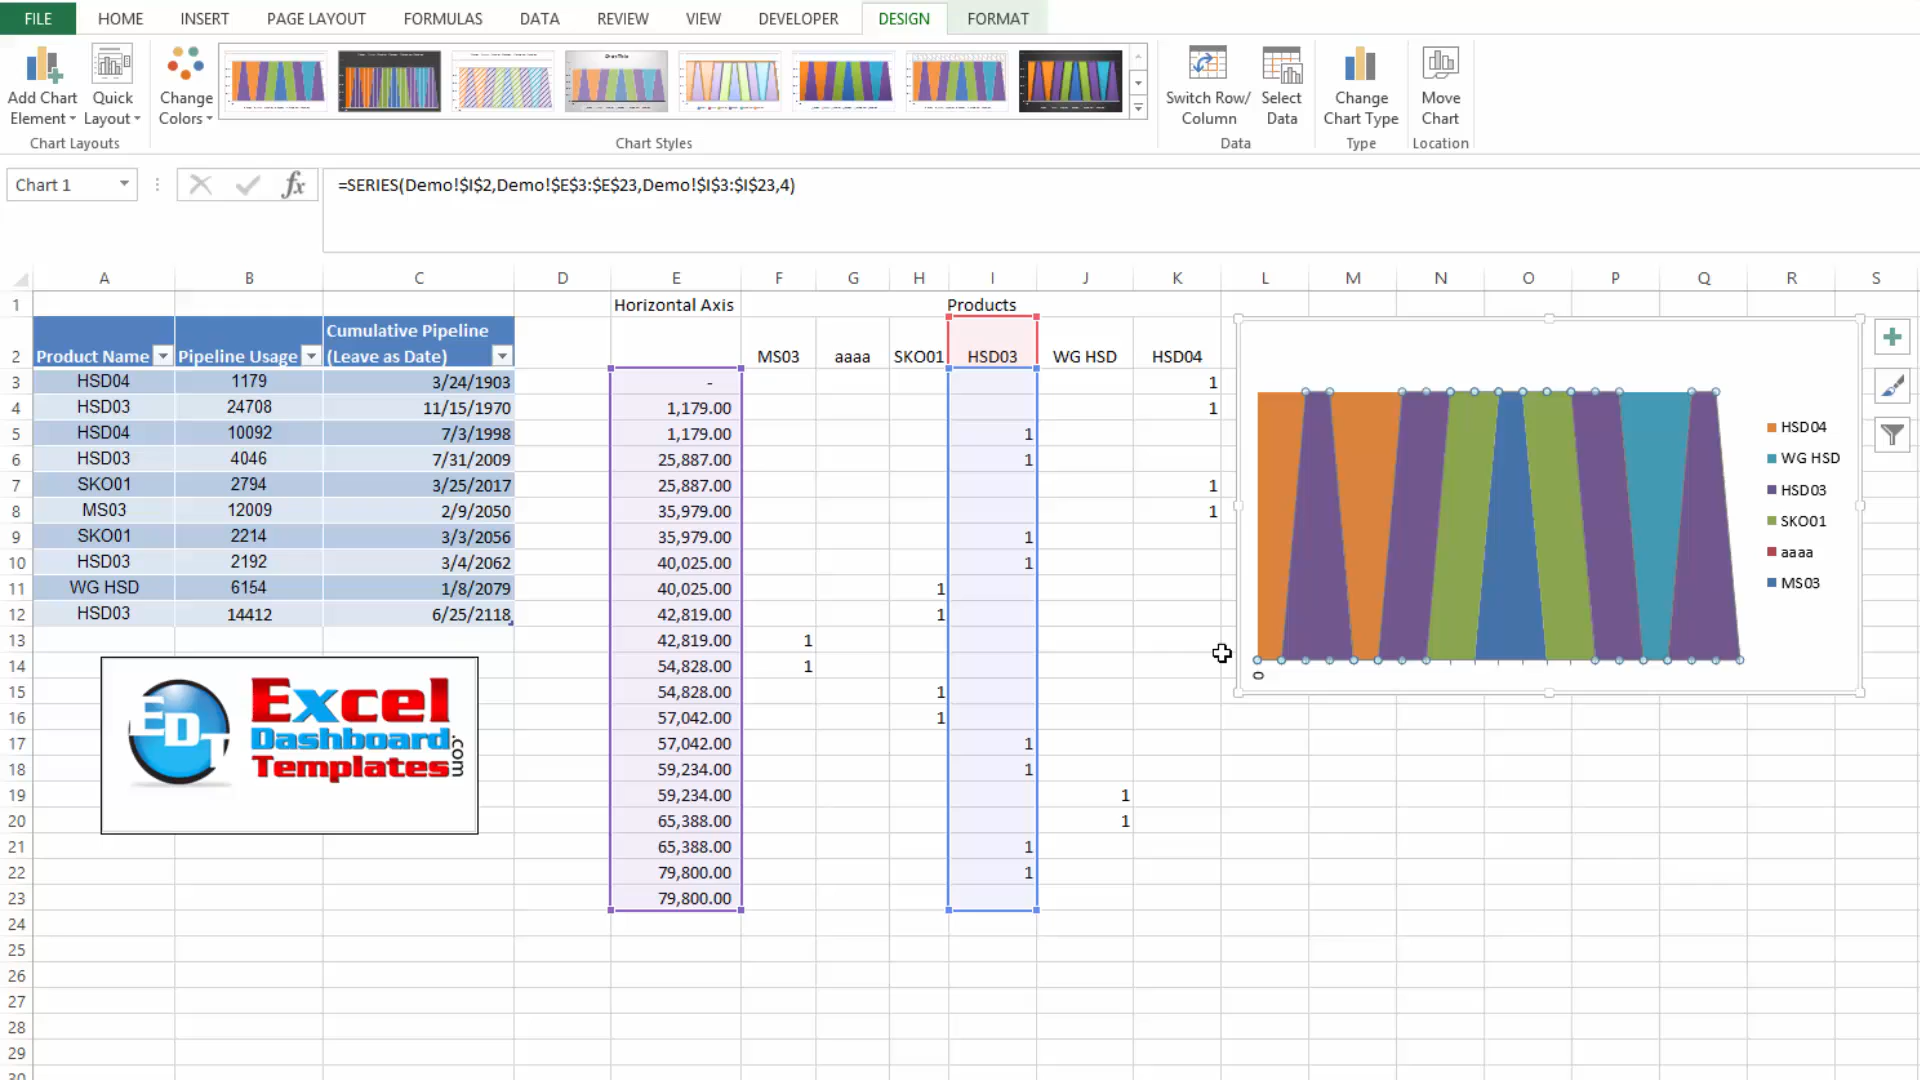 FILE HOME INSERT PAGE LAYOUT FORMULAS DATA REVIEW VIEW DEVELOPER DESIGN FORMAT
Add Chart Element Quick Layout Change Colors Switch Row/ Column Select Data Change Chart Type Move Chart
Chart Layouts Chart Styles Data Type Location
Chart 1 fx =SERIES(Demo!$I$2,Demo!$E$3:$E$23,Demo!$I$3:$I$23,4)
A B C D E F G H I J K L M N O P Q R S
1 Horizontal Axis Products
2 Product Name Pipeline Usage Cumulative Pipeline (Leave as Date) MS03 aaaa SKO01 HSD03 WG HSD HSD04
3 HSD04 1179 3/24/1903 - 1
4 HSD03 24708 11/15/1970 1,179.00 1
5 HSD04 10092 7/3/1998 1,179.00 1
6 HSD03 4046 7/31/2009 25,887.00 1
7 SKO01 2794 3/25/2017 25,887.00 1
8 MS03 12009 2/9/2050 35,979.00 1
9 SKO01 2214 3/3/2056 35,979.00 1
10 HSD03 2192 3/4/2062 40,025.00 1
11 WG HSD 6154 1/8/2079 40,025.00 1
12 HSD03 14412 6/25/2118 42,819.00 1
13 42,819.00 1
14 54,828.00 1
15 54,828.00 1
16 57,042.00 1
17 57,042.00 1
18 59,234.00 1
19 59,234.00 1
20 65,388.00 1
21 65,388.00 1
22 79,800.00 1
23 79,800.00
24
25
26
27
28
29
30
EDT Excel
Dashboard
Templates.com
HSD04
WG HSD
HSD03
SKO01
aaaa
MS03
0